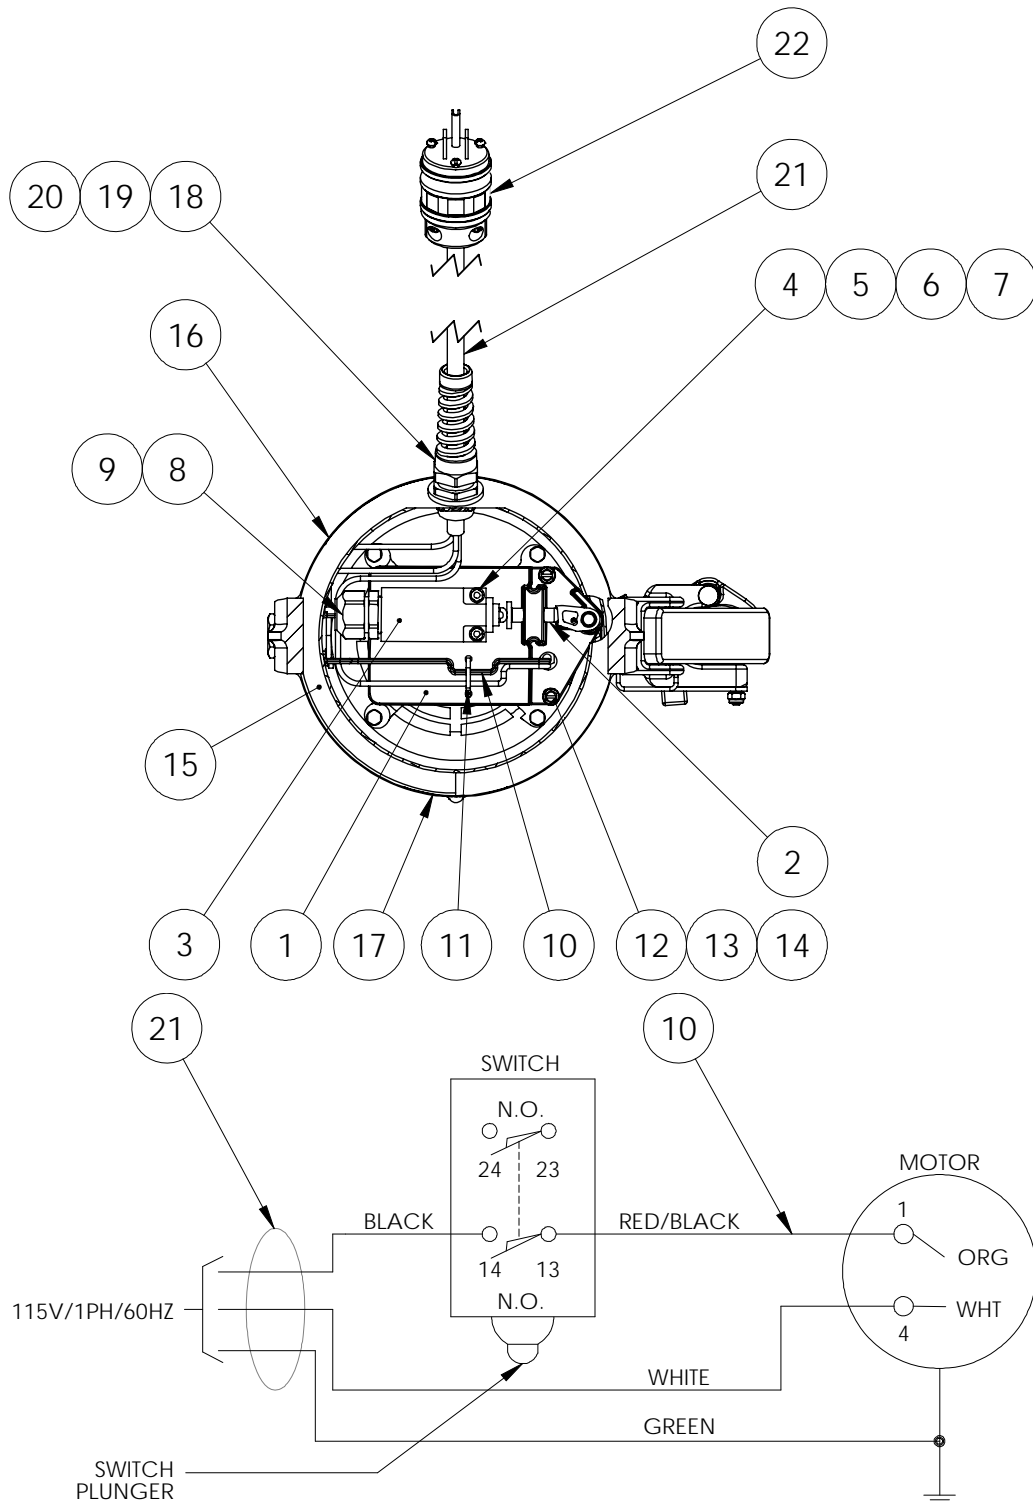 22
21
20 19 18
4 5 6 7
16
9 8
15
2
3 1 17 11 10 12 13 14
21
10
SWITCH
N.O.
24 23
MOTOR
1
BLACK
RED/BLACK
ORG
14 13
N.O.
115V/1PH/60HZ
WHT
4
WHITE
GREEN
SWITCH
PLUNGER